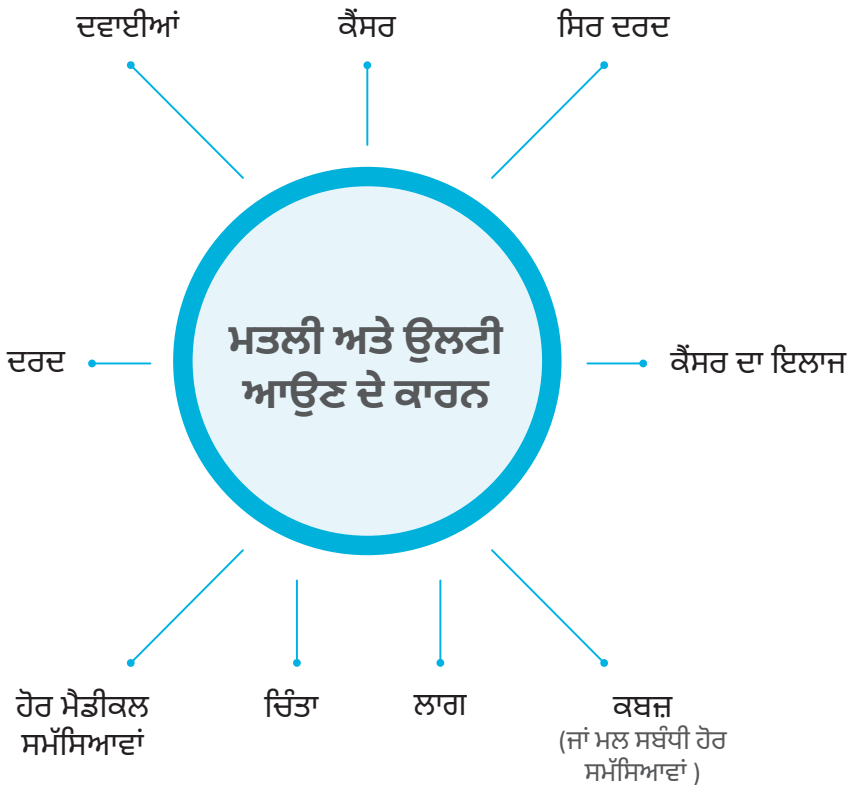 ਦਵਾਈਆਂ
ਕੈਂਸਰ
ਸਿਰ ਦਰਦ
ਮਤਲੀ ਅਤੇ ਉਲਟੀ
ਆਉਣ ਦੇ ਕਾਰਨ
ਦਰਦ
ਕੈਂਸਰ ਦਾ ਇਲਾਜ
ਹੋਰ ਮੈਡੀਕਲ
ਸਮੱਸਿਆਵਾਂ
ਚਿੰਤਾ
ਲਾਗ
ਕਬਜ਼
(ਜਾਂ ਮਲ ਸਬੰਧੀ ਹੋਰ
ਸਮੱਸਿਆਵਾਂ )